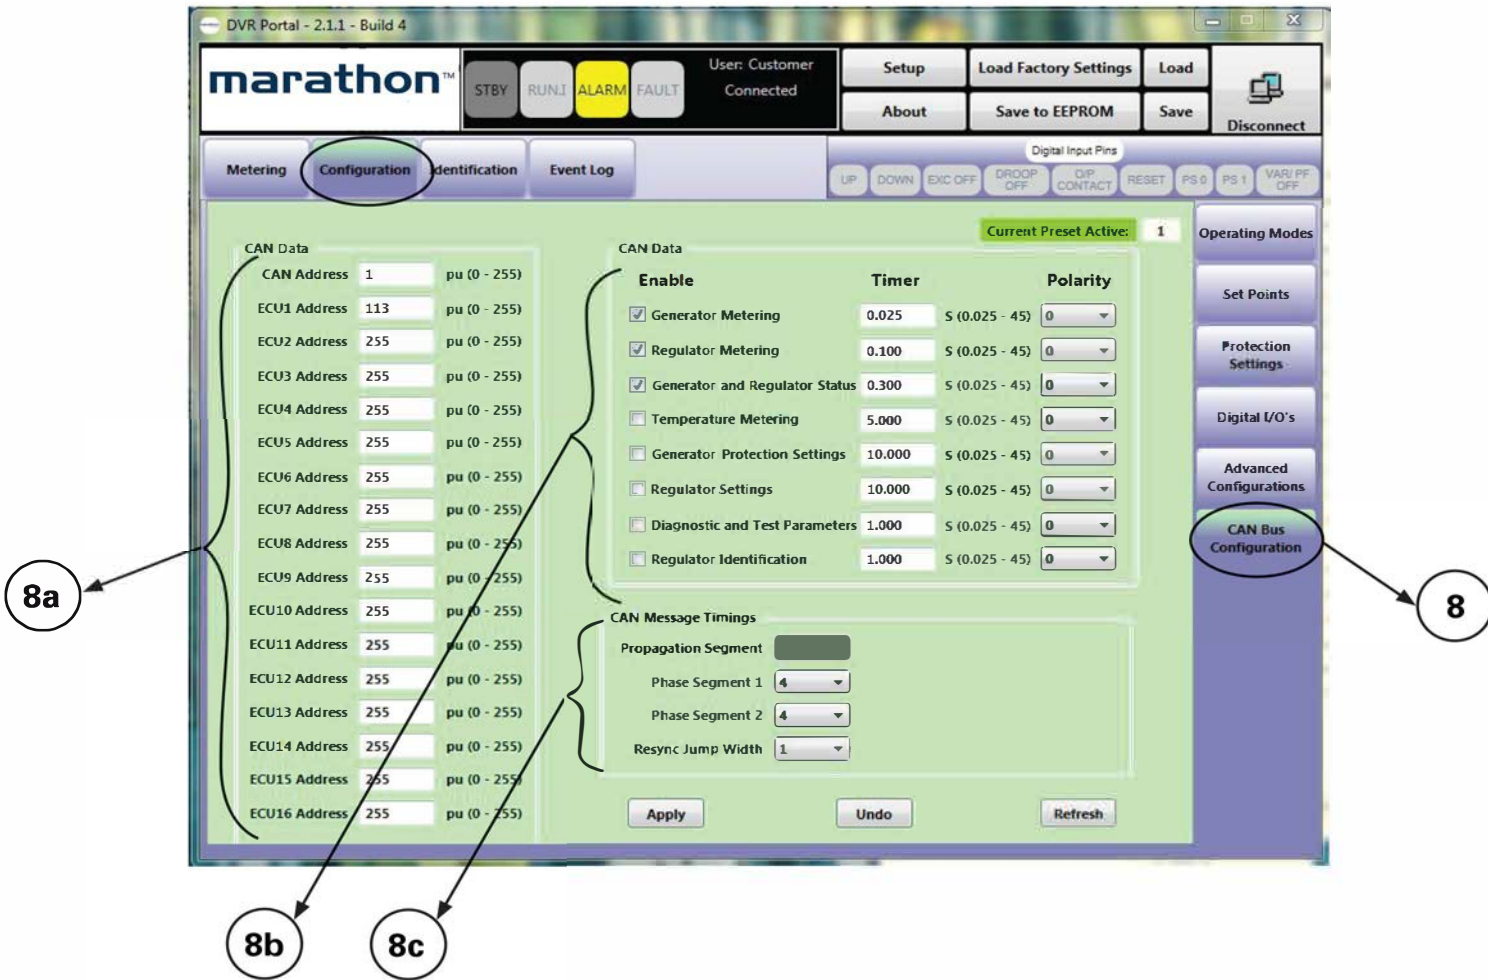 DVR Portal - 2.1.1 - Build 4
marathon™
STBY RUN.I ALARM FAULT
User: Customer
Connected
Setup Load Factory Settings Load
About Save to EEPROM Save
Disconnect
Metering Configuration Identification Event Log
Digital Input Pins
UP DOWN EXC OFF DROOP OFF O/P CONTACT RESET PS 0 PS 1 VAR/ PF OFF
Current Preset Active: 1
CAN Data
CAN Address 1 pu (0 - 255)
ECU1 Address 113 pu (0 - 255)
ECU2 Address 255 pu (0 - 255)
ECU3 Address 255 pu (0 - 255)
ECU4 Address 255 pu (0 - 255)
ECU5 Address 255 pu (0 - 255)
ECU6 Address 255 pu (0 - 255)
ECU7 Address 255 pu (0 - 255)
ECU8 Address 255 pu (0 - 255)
ECU9 Address 255 pu (0 - 255)
ECU10 Address 255 pu (0 - 255)
ECU11 Address 255 pu (0 - 255)
ECU12 Address 255 pu (0 - 255)
ECU13 Address 255 pu (0 - 255)
ECU14 Address 255 pu (0 - 255)
ECU15 Address 255 pu (0 - 255)
ECU16 Address 255 pu (0 - 255)
CAN Data
Enable Timer Polarity
Generator Metering 0.025 S (0.025 - 45) 0
Regulator Metering 0.100 S (0.025 - 45) 0
Generator and Regulator Status 0.300 S (0.025 - 45) 0
Temperature Metering 5.000 S (0.025 - 45) 0
Generator Protection Settings 10.000 S (0.025 - 45) 0
Regulator Settings 10.000 S (0.025 - 45) 0
Diagnostic and Test Parameters 1.000 S (0.025 - 45) 0
Regulator Identification 1.000 S (0.025 - 45) 0
CAN Message Timings
Propagation Segment
Phase Segment 1 4
Phase Segment 2 4
Resync Jump Width 1
Apply Undo Refresh
Operating Modes
Set Points
Protection
Settings
Digital I/O's
Advanced
Configurations
CAN Bus
Configuration
8a
8
8b
8c